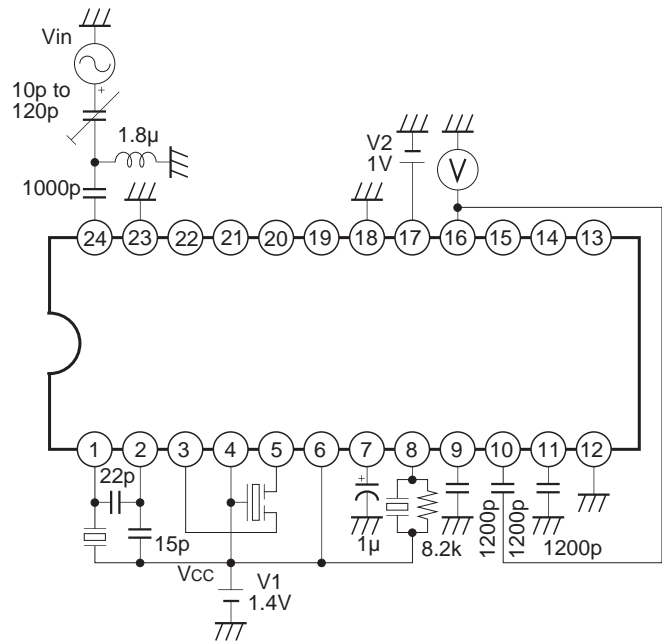 Vin
10p to
120p
1.8μ
1000p
V2
1V
V
24 23 22 21 20 19 18 17 16 15 14 13
1 2 3 4 5 6 7 8 9 10 11 12
22p
15p
1μ
8.2k
1200p
1200p
1200p
VCC
V1
1.4V